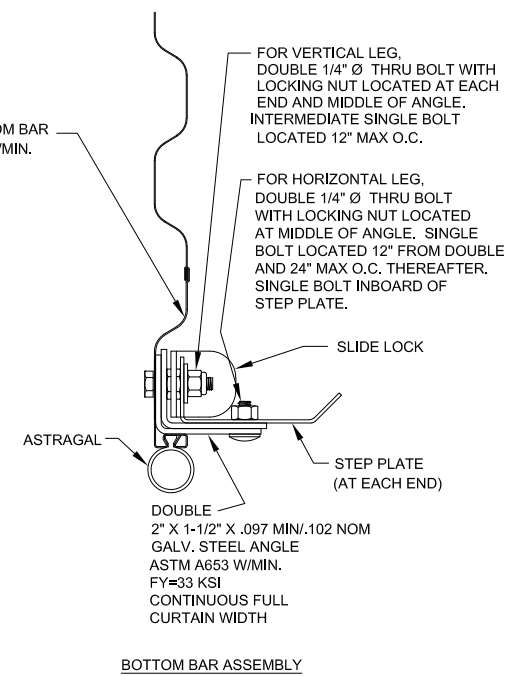 FOR VERTICAL LEG,
DOUBLE 1/4" Ø THRU BOLT WITH
LOCKING NUT LOCATED AT EACH
END AND MIDDLE OF ANGLE.
INTERMEDIATE SINGLE BOLT
LOCATED 12" MAX O.C.
BAR
MIN.
FOR HORIZONTAL LEG,
DOUBLE 1/4" Ø THRU BOLT
WITH LOCKING NUT LOCATED
AT MIDDLE OF ANGLE. SINGLE
BOLT LOCATED 12" FROM DOUBLE
AND 24" MAX O.C. THEREAFTER.
SINGLE BOLT INBOARD OF
STEP PLATE.
SLIDE LOCK
ASTRAGAL
STEP PLATE
(AT EACH END)
DOUBLE
2" X 1-1/2" X .097 MIN/.102 NOM
GALV. STEEL ANGLE
ASTM A653 W/MIN.
FY=33 KSI
CONTINUOUS FULL
CURTAIN WIDTH
BOTTOM BAR ASSEMBLY